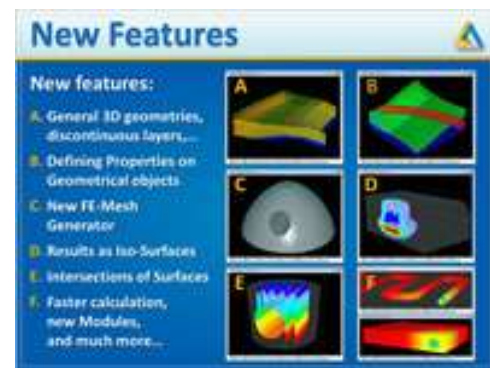 New Features
New features:
A. General 3D geometries,
discontinuous layers,...
B. Defining Properties on
Geometrical objects
C. New FE-Mesh
Generator
D. Results as Iso-Surfaces
E. Intersections of Surfaces
F. Faster calculation,
new Modules,
and much more...
A
B
C
D
E
F